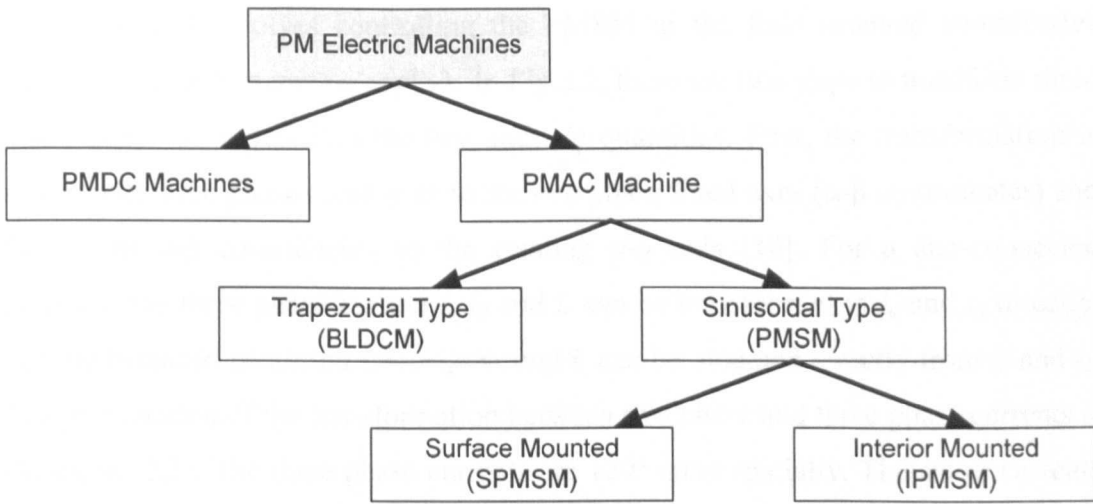 PM Electric Machines
PMDC Machines
PMAC Machine
Trapezoidal Type
(BLDCM)
Sinusoidal Type
(PMSM)
Surface Mounted
(SPMSM)
Interior Mounted
(IPMSM)